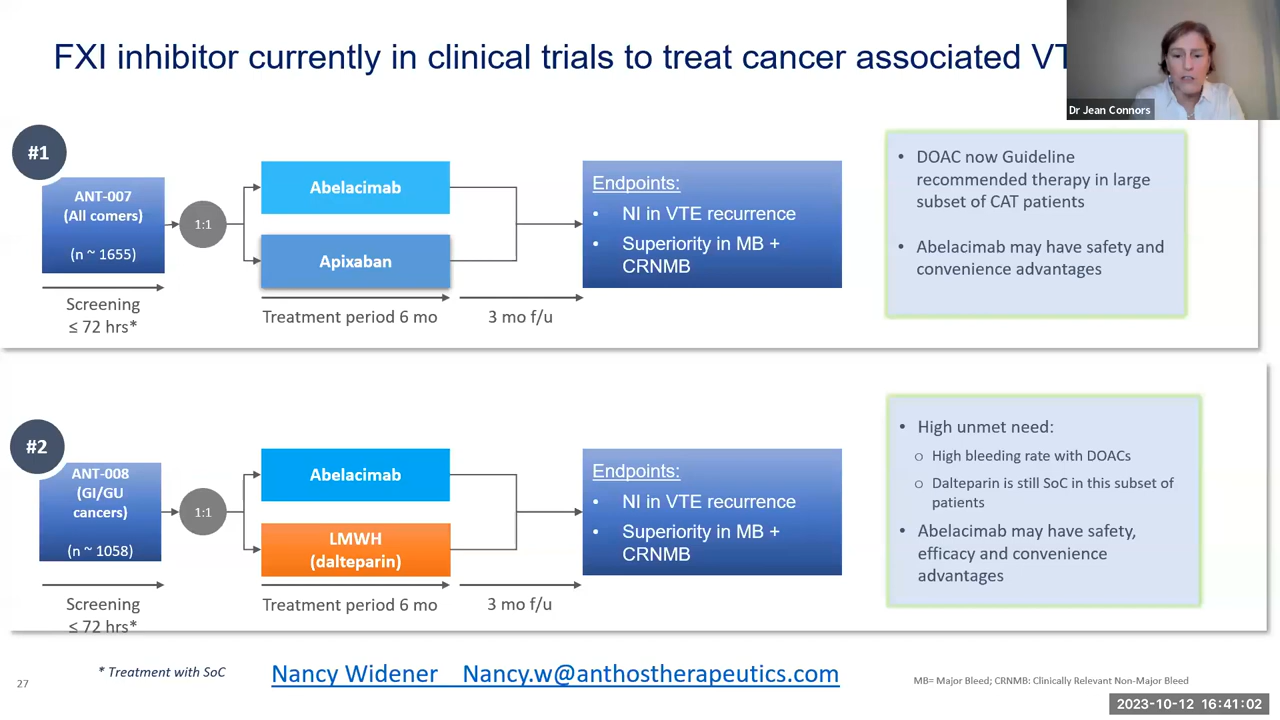 FXI inhibitor currently in clinical trials to treat cancer associated
Dr Jean Connors
#1
ANT-007
(All comers)
(n ~ 1655)
1:1
Abelacimab
Apixaban
Endpoints:
• NI in VTE recurrence
• Superiority in MB +
CRNMB
• DOAC now Guideline
recommended therapy in large
subset of CAT patients
• Abelacimab may have safety and
convenience advantages
Screening
≤ 72 hrs*
Treatment period 6 mo
3 mo f/u
#2
ANT-008
(GI/GU
cancers)
(n ~ 1058)
1:1
Abelacimab
LMWH
(dalteparin)
Endpoints:
• NI in VTE recurrence
• Superiority in MB +
CRNMB
• High unmet need:
o High bleeding rate with DOACs
o Dalteparin is still SoC in this subset of
patients
• Abelacimab may have safety,
efficacy and convenience
advantages
Screening
≤ 72 hrs*
Treatment period 6 mo
3 mo f/u
* Treatment with SoC
Nancy Widener Nancy.w@anthostherapeutics.com
MB= Major Bleed; CRNMB: Clinically Relevant Non-Major Bleed
27
2023-10-12 16:41:02